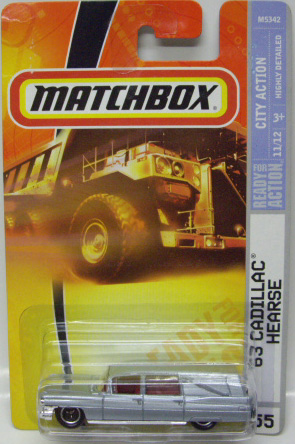 M5342
MATCHBOX
CITY ACTION
HIGHLY DETAILED
READY FOR ACTION
11/12
3+
63 CADILLAC®
HEARSE
55